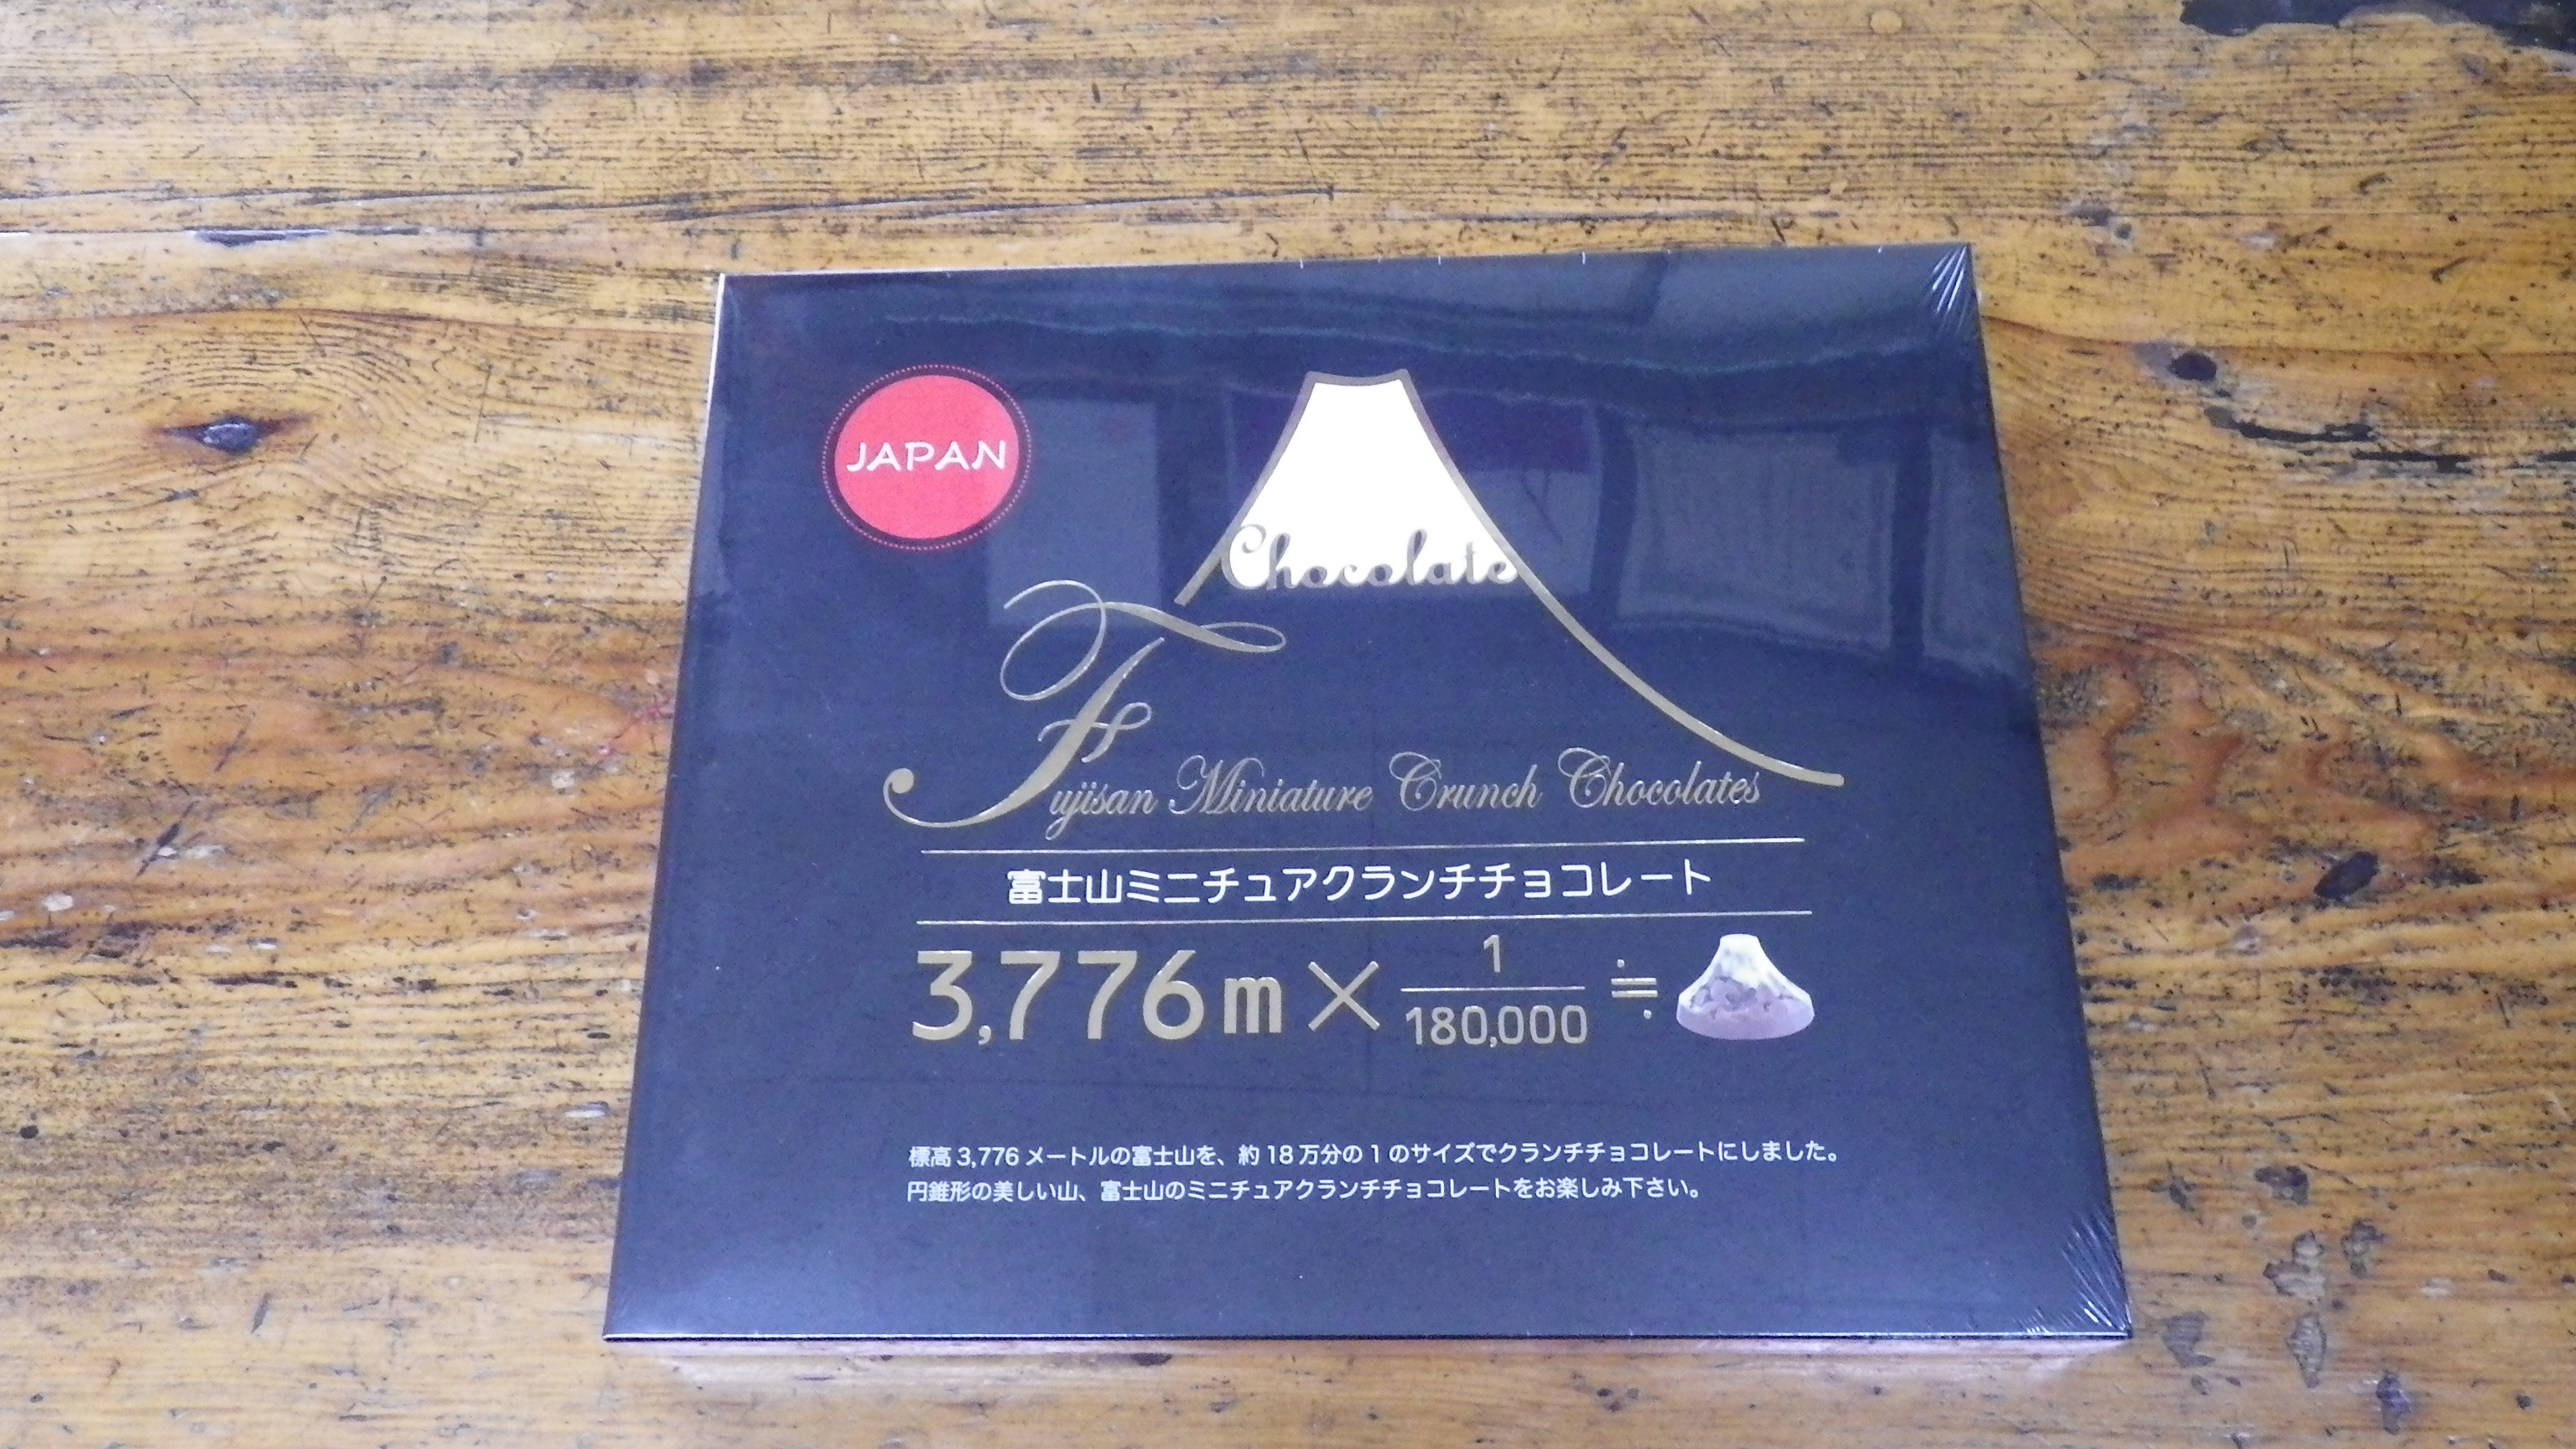 JAPAN
Chocolate
Fujisan Miniature Crunch Chocolates
富士山ミニチュアクランチチョコレート
3,776m × 1/180,000 ≒
標高 3,776 メートルの富士山を、約 18 万分の 1 のサイズでクランチチョコレートにしました。
円錐形の美しい山、富士山のミニチュアクランチチョコレートをお楽しみ下さい。